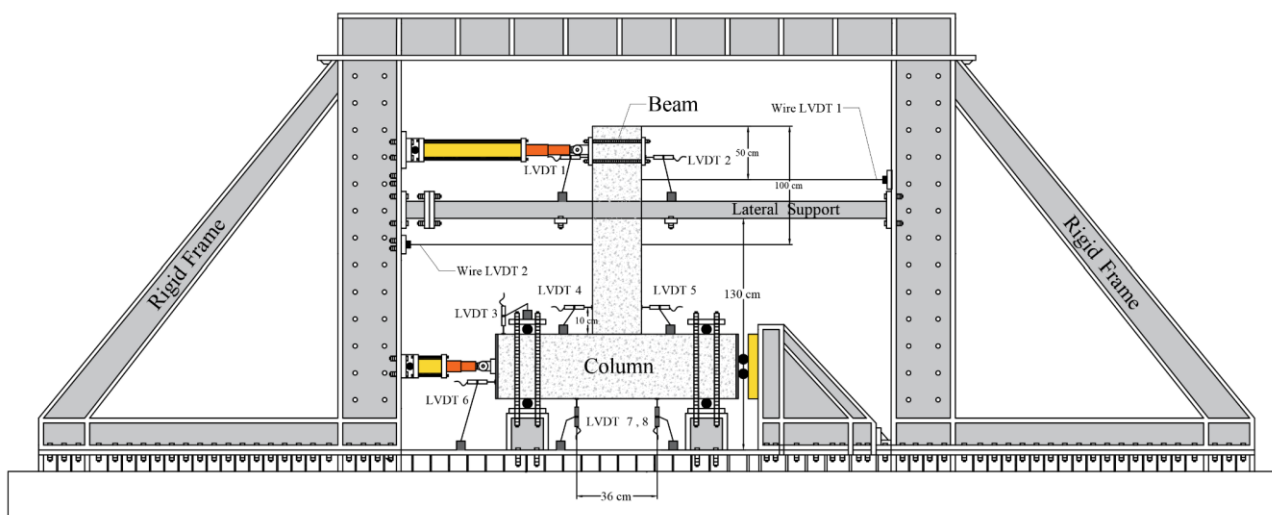 Beam
Wire LVDT 1
50 cm
LVDT 1
LVDT 2
100 cm
Lateral Support
Rigid Frame
Rigid Frame
Wire LVDT 2
LVDT 4
LVDT 5
130 cm
LVDT 3
10 cm
Column
LVDT 6
LVDT 7 , 8
36 cm